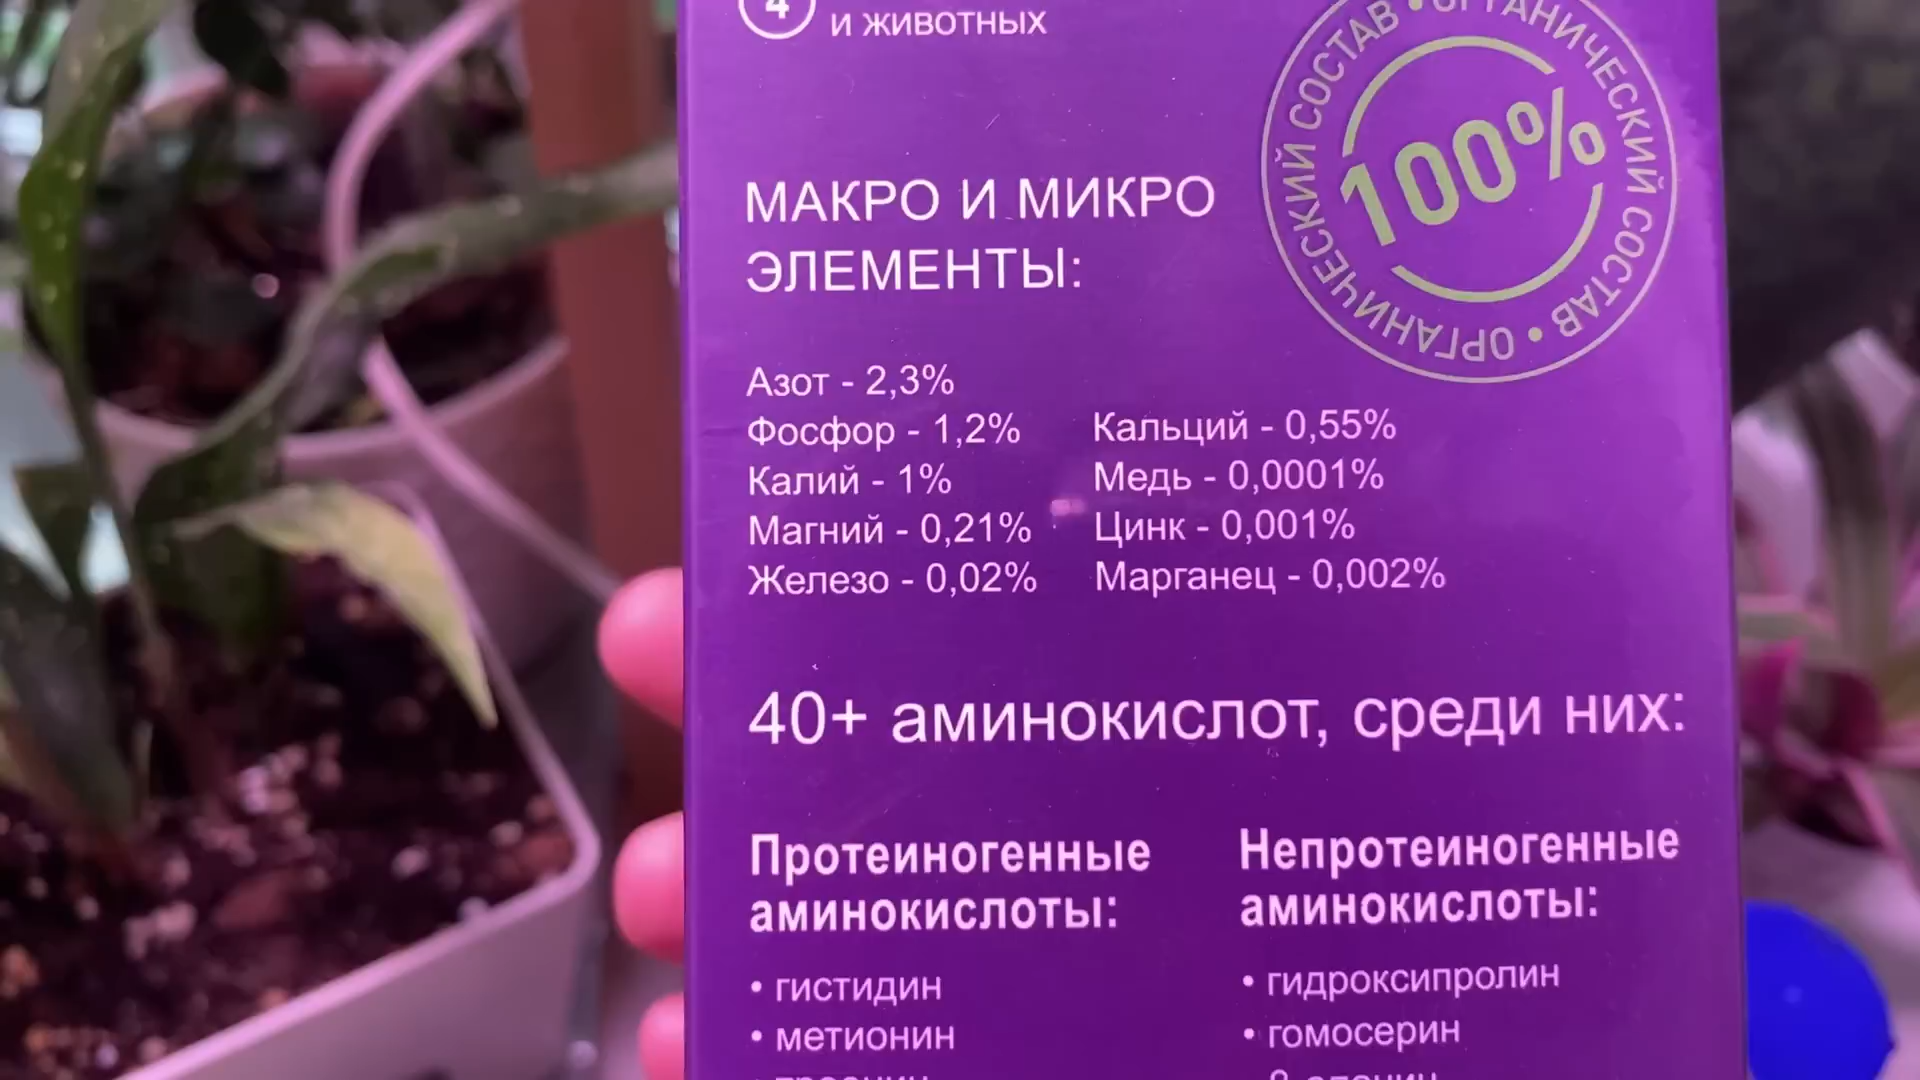 4
и животных
ОРГАНИЧЕСКИЙ СОСТАВ • ОРГАНИЧЕСКИЙ СОСТАВ •
100%
МАКРО И МИКРО
ЭЛЕМЕНТЫ:
Азот - 2,3%
Фосфор - 1,2%
Калий - 1%
Магний - 0,21%
Железо - 0,02%
Кальций - 0,55%
Медь - 0,0001%
Цинк - 0,001%
Марганец - 0,002%
40+ аминокислот, среди них:
Протеиногенные
аминокислоты:
• гистидин
• метионин
Непротеиногенные
аминокислоты:
• гидроксипролин
• гомосерин